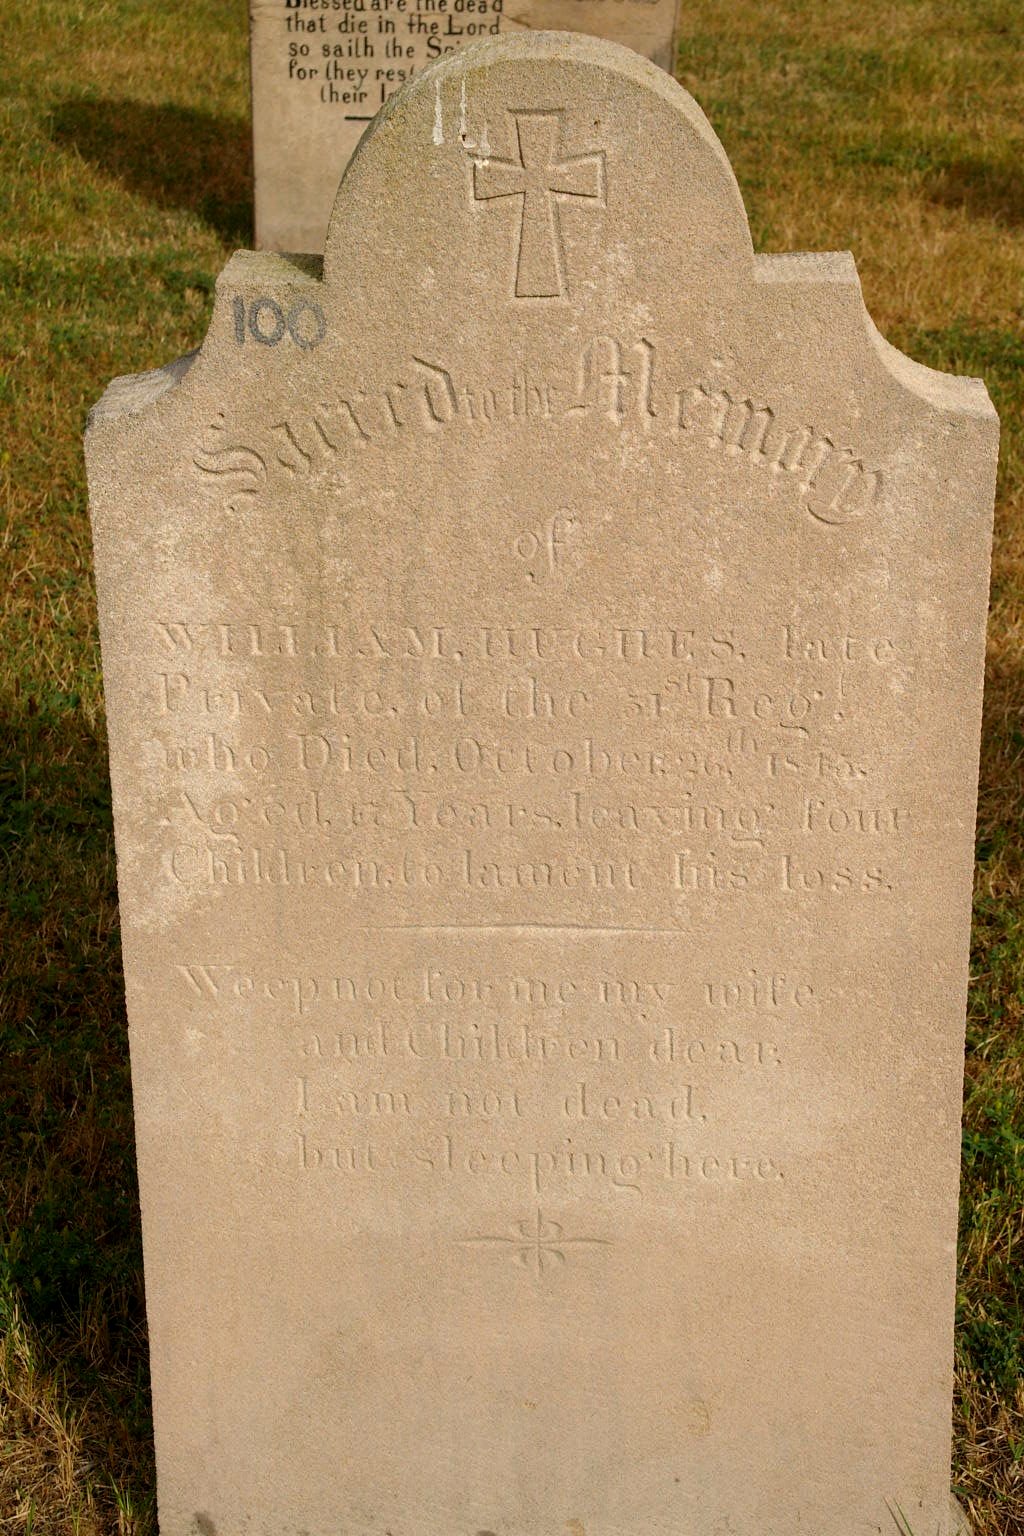 Blessed are the dead
that die in the Lord
so saith the
for they
their
100
Sacred to the Memory
of
WILLIAM, HUGHES, late
Private, of the 51st Regt.
who Died, October, 26th, 18
Aged, Years, leaving four
Children, to lament his loss.
Weep not for me my wife
and Children dear,
I am not dead,
but sleeping here.